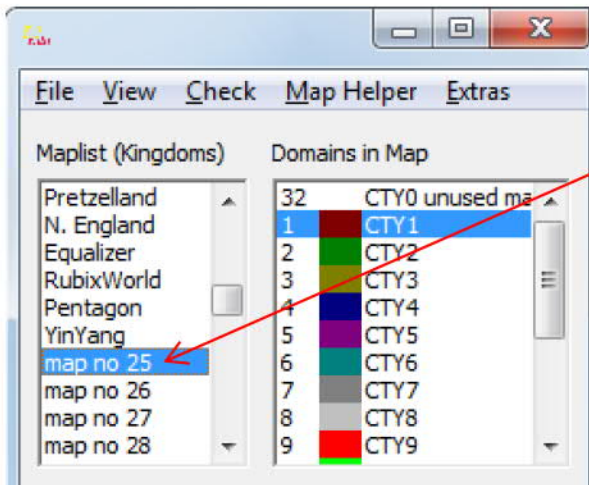 File View Check Map Helper Extras
Maplist (Kingdoms)
Pretzelland
N. England
Equalizer
RubixWorld
Pentagon
YinYang
map no 25
map no 26
map no 27
map no 28
Domains in Map
32 CTY0 unused ma
1 CTY1
2 CTY2
3 CTY3
4 CTY4
5 CTY5
6 CTY6
7 CTY7
8 CTY8
9 CTY9